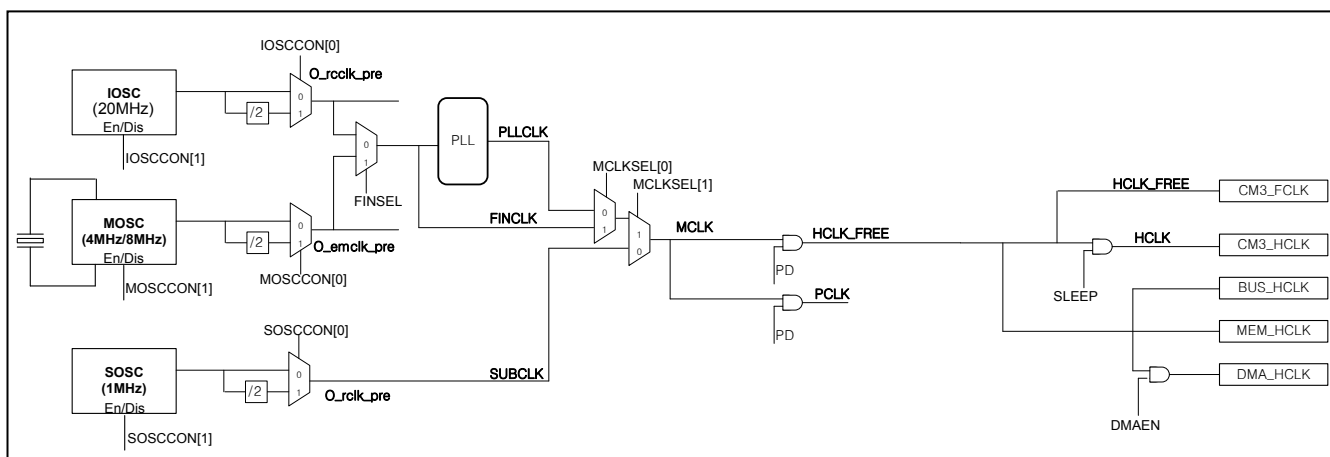 IOSCCON[0]
IOSC
(20MHz)
En/Dis
/2
0
1
O_rcclk_pre
IOSCCON[1]
PLL
PLLCLK
0
1
FINSEL
MCLKSEL[0]
MCLKSEL[1]
MOSC
(4MHz/8MHz)
En/Dis
/2
0
1
O_emclk_pre
MOSCCON[1]
MOSCCON[0]
FINCLK
0
1
1
0
MCLK
HCLK_FREE
PD
PCLK
PD
HCLK_FREE
CM3_FCLK
HCLK
CM3_HCLK
SLEEP
BUS_HCLK
MEM_HCLK
DMA_HCLK
DMAEN
SOSCCON[0]
SOSC
(1MHz)
En/Dis
/2
0
1
O_rclk_pre
SUBCLK
SOSCCON[1]